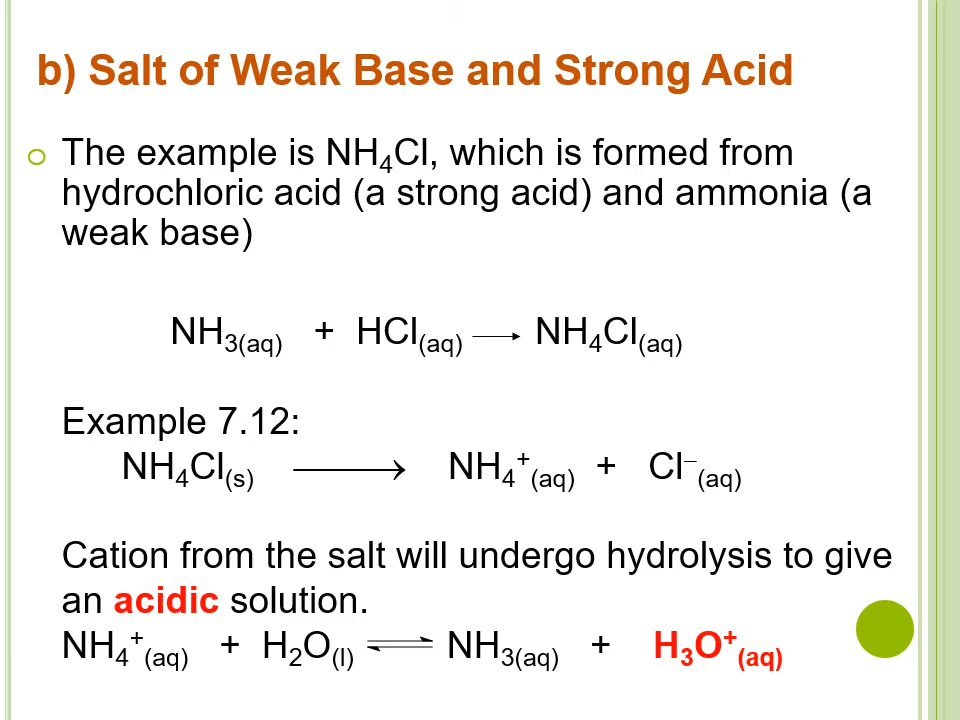 b) Salt of Weak Base and Strong Acid
The example is NH₄Cl, which is formed from
hydrochloric acid (a strong acid) and ammonia (a
weak base)
NH₃(aq) + HCl(aq) ⟶ NH₄Cl(aq)
Example 7.12:
NH₄Cl(s) ⟶ NH₄⁺(aq) + Cl⁻(aq)
Cation from the salt will undergo hydrolysis to give
an acidic solution.
NH₄⁺(aq) + H₂O(l) ⇌ NH₃(aq) + H₃O⁺(aq)